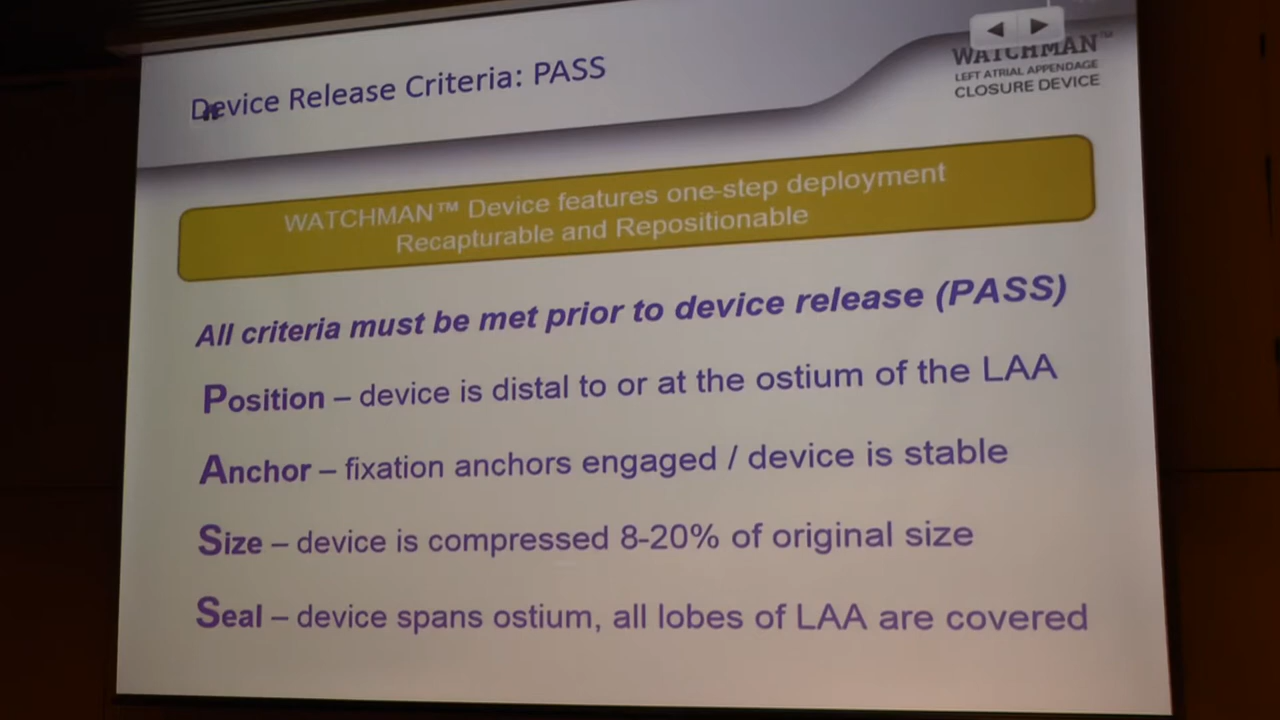 Device Release Criteria: PASS
WATCHMAN™
LEFT ATRIAL APPENDAGE
CLOSURE DEVICE
WATCHMAN™ Device features one-step deployment
Recapturable and Repositionable
All criteria must be met prior to device release (PASS)
Position – device is distal to or at the ostium of the LAA
Anchor – fixation anchors engaged / device is stable
Size – device is compressed 8-20% of original size
Seal – device spans ostium, all lobes of LAA are covered